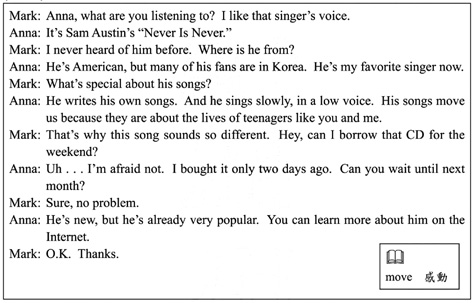 Mark: Anna, what are you listening to? I like that singer's voice.
Anna: It's Sam Austin's "Never Is Never."
Mark: I never heard of him before. Where is he from?
Anna: He's American, but many of his fans are in Korea. He's my favorite singer now.
Mark: What's special about his songs?
Anna: He writes his own songs. And he sings slowly, in a low voice. His songs move
us because they are about the lives of teenagers like you and me.
Mark: That's why this song sounds so different. Hey, can I borrow that CD for the
weekend?
Anna: Uh . . . I'm afraid not. I bought it only two days ago. Can you wait until next
month?
Mark: Sure, no problem.
Anna: He's new, but he's already very popular. You can learn more about him on the
Internet.
Mark: O.K. Thanks.
move 感動